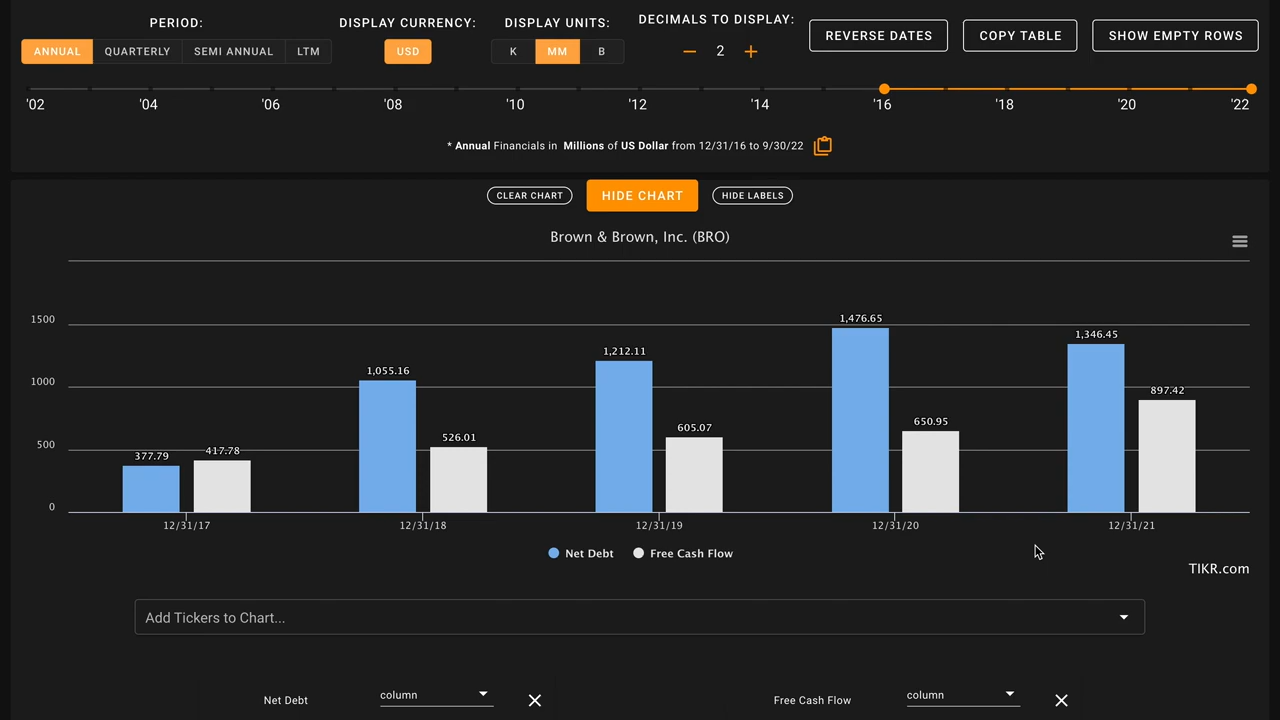 PERIOD:
DISPLAY CURRENCY:
DISPLAY UNITS:
DECIMALS TO DISPLAY:
ANNUAL QUARTERLY SEMI ANNUAL LTM
USD
K MM B
2
REVERSE DATES
COPY TABLE
SHOW EMPTY ROWS
'02 '04 '06 '08 '10 '12 '14 '16 '18 '20 '22
* Annual Financials in Millions of US Dollar from 12/31/16 to 9/30/22
CLEAR CHART
HIDE CHART
HIDE LABELS
Brown & Brown, Inc. (BRO)
1500
1000
500
0
377.79
417.78
1,055.16
526.01
1,212.11
605.07
1,476.65
650.95
1,346.45
897.42
12/31/17 12/31/18 12/31/19 12/31/20 12/31/21
Net Debt Free Cash Flow
TIKR.com
Add Tickers to Chart...
Net Debt column
Free Cash Flow column